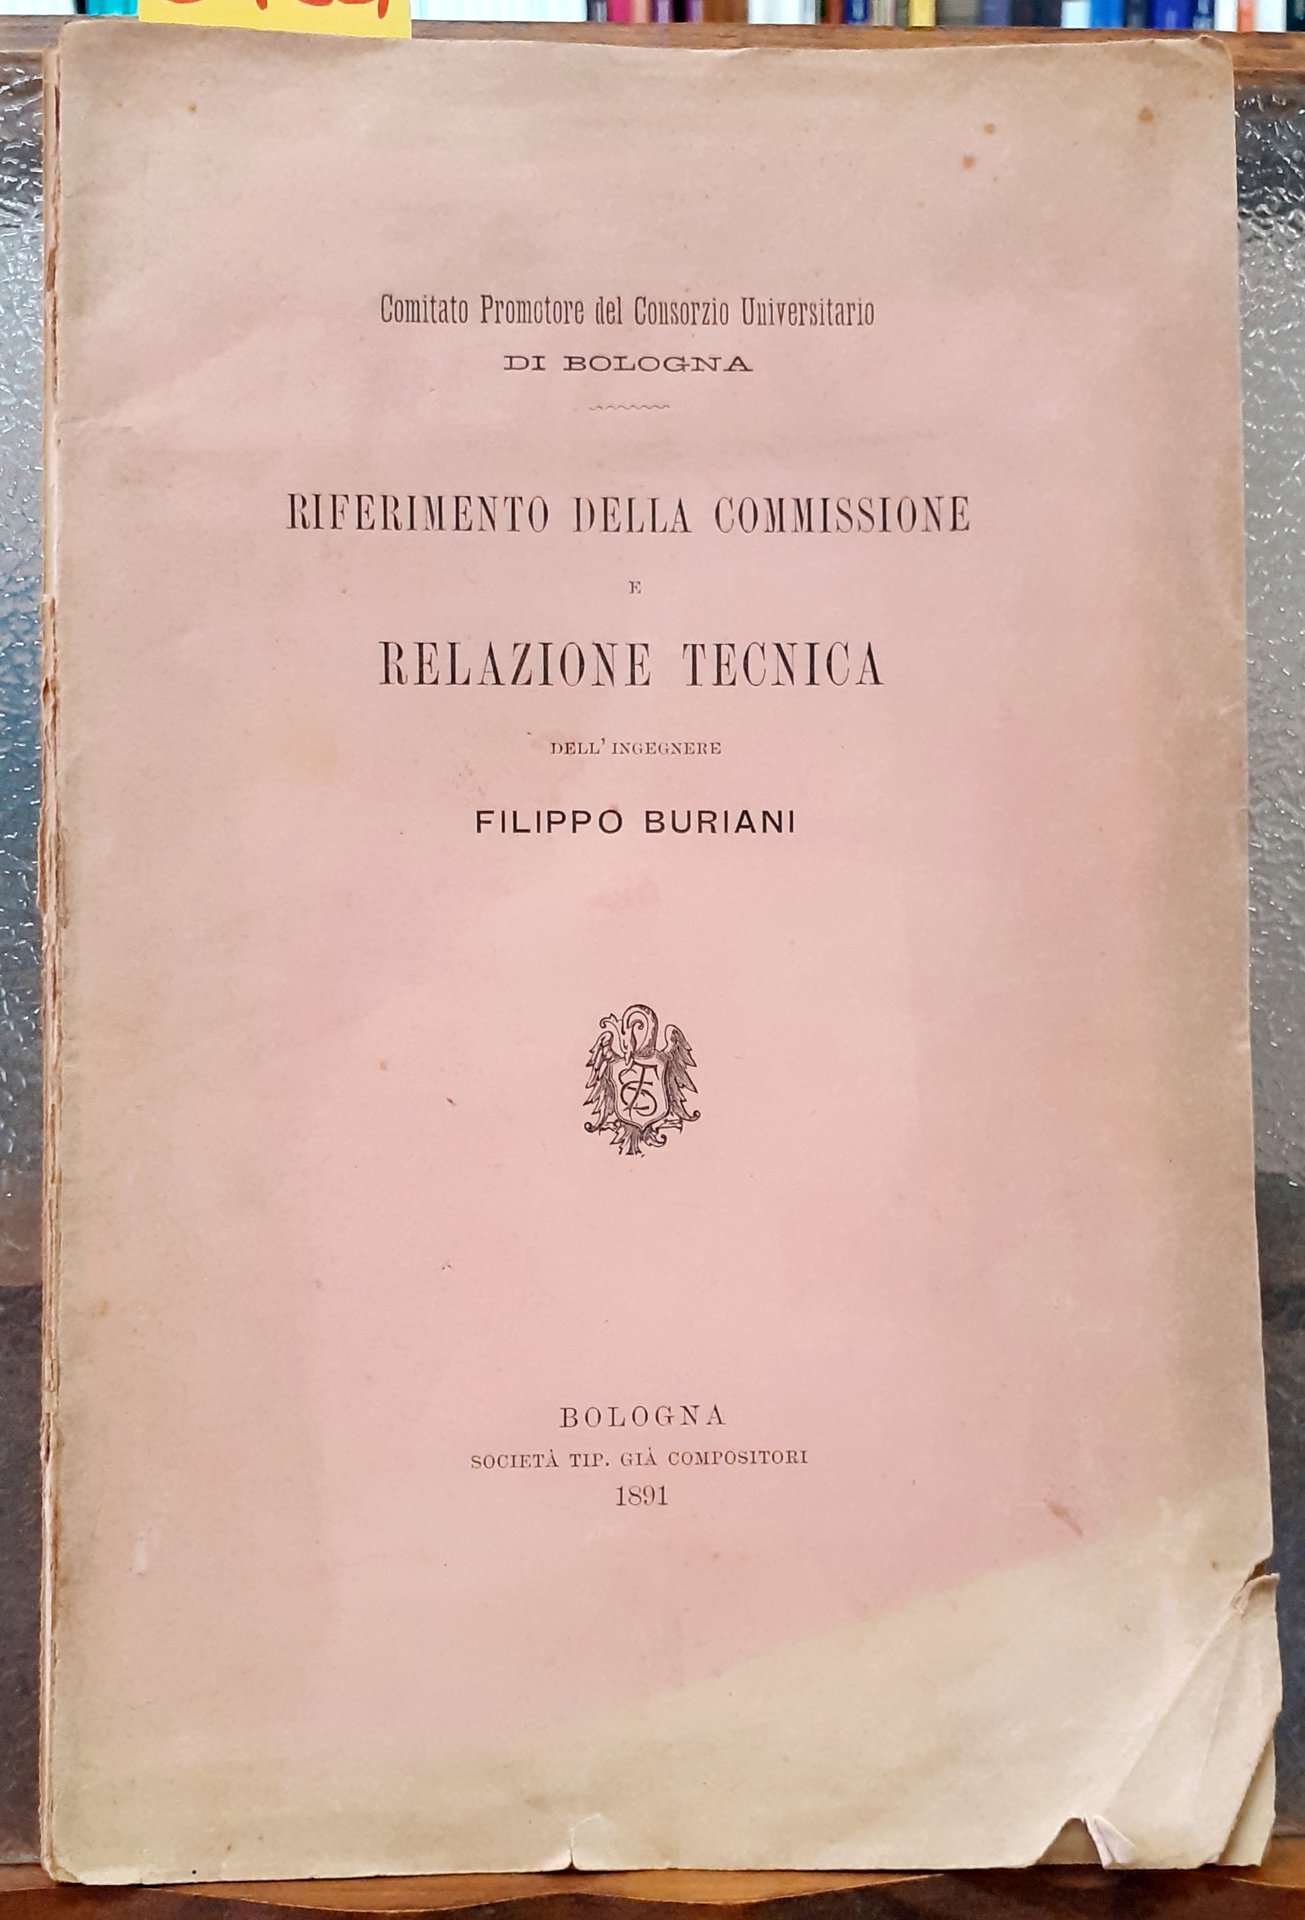 Comitato Promotore del Consorzio Universitario
DI BOLOGNA
RIFERIMENTO DELLA COMMISSIONE
E
RELAZIONE TECNICA
DELL' INGEGNERE
FILIPPO BURIANI
BOLOGNA
SOCIETÀ TIP. GIÀ COMPOSITORI
1891